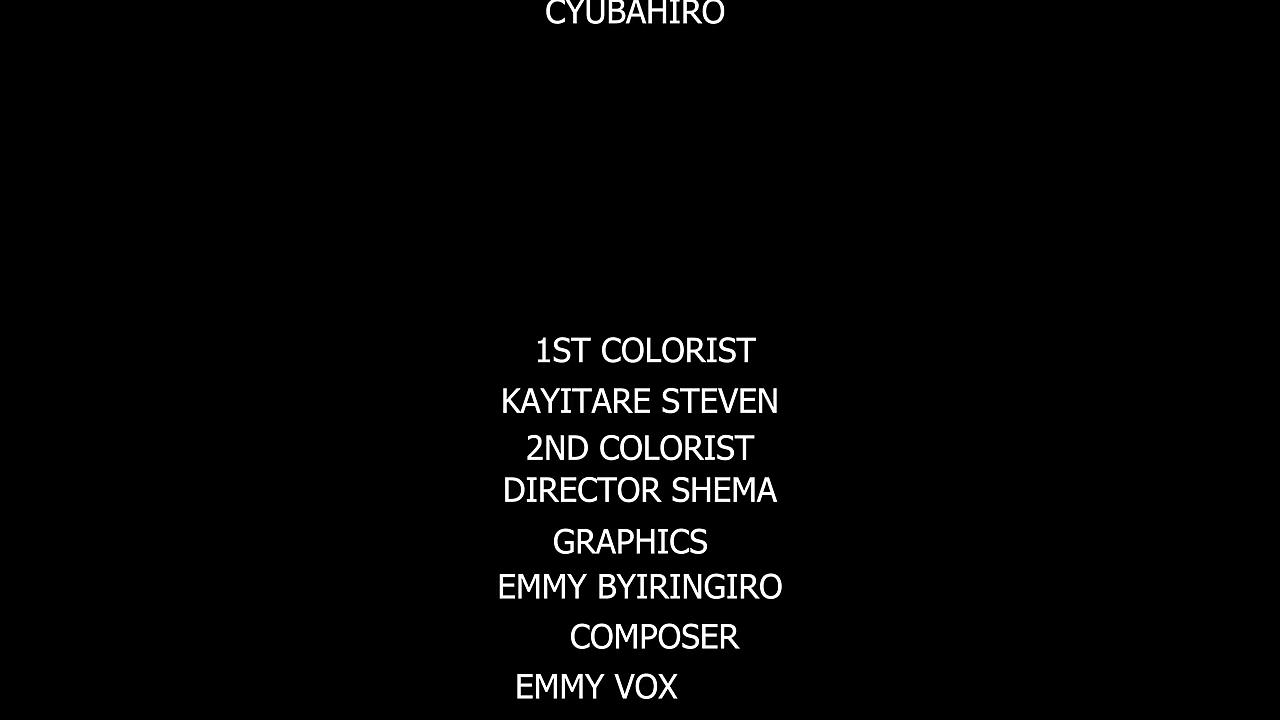 CYUBAHIRO
1ST COLORIST
KAYITARE STEVEN
2ND COLORIST
DIRECTOR SHEMA
GRAPHICS
EMMY BYIRINGIRO
COMPOSER
EMMY VOX